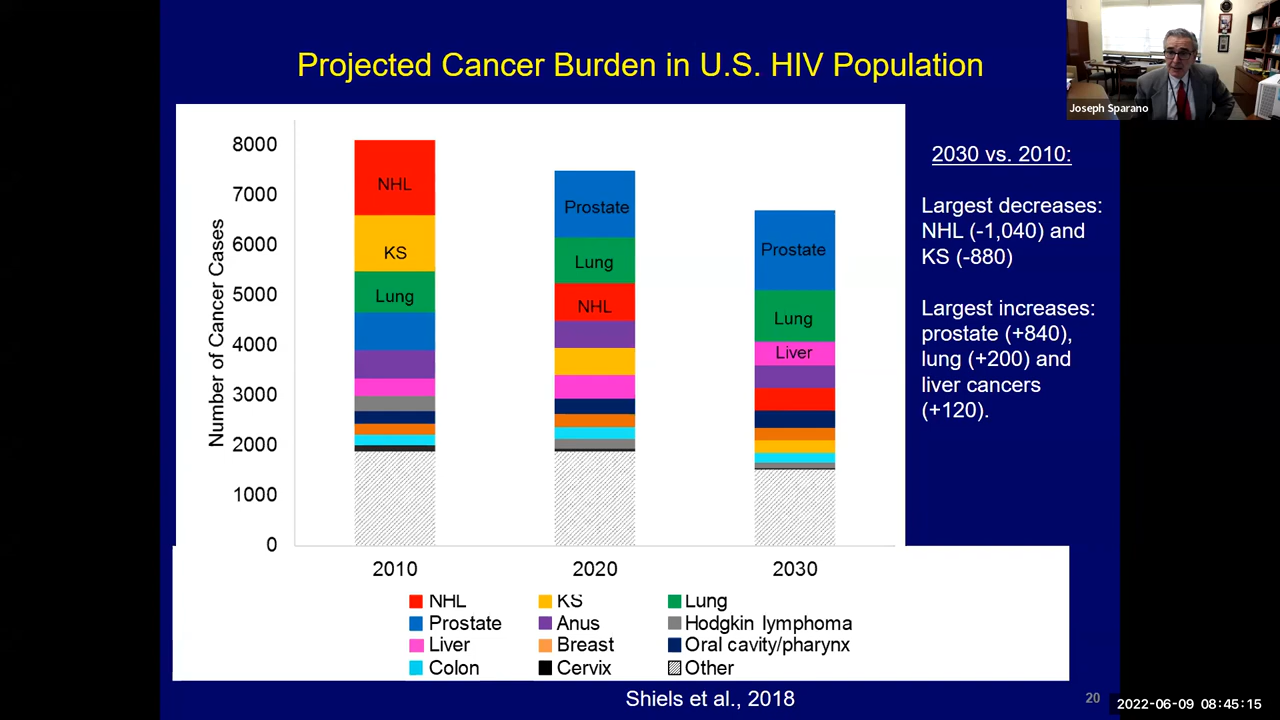 Projected Cancer Burden in U.S. HIV Population
Joseph Sparano
Number of Cancer Cases
8000
7000
6000
5000
4000
3000
2000
1000
0
NHL
KS
Lung
Prostate
Lung
NHL
Prostate
Lung
Liver
2010
2020
2030
2030 vs. 2010:
Largest decreases:
NHL (-1,040) and
KS (-880)
Largest increases:
prostate (+840),
lung (+200) and
liver cancers
(+120).
NHL KS Lung
Prostate Anus Hodgkin lymphoma
Liver Breast Oral cavity/pharynx
Colon Cervix Other
Shiels et al., 2018
20
2022-06-09 08:45:15